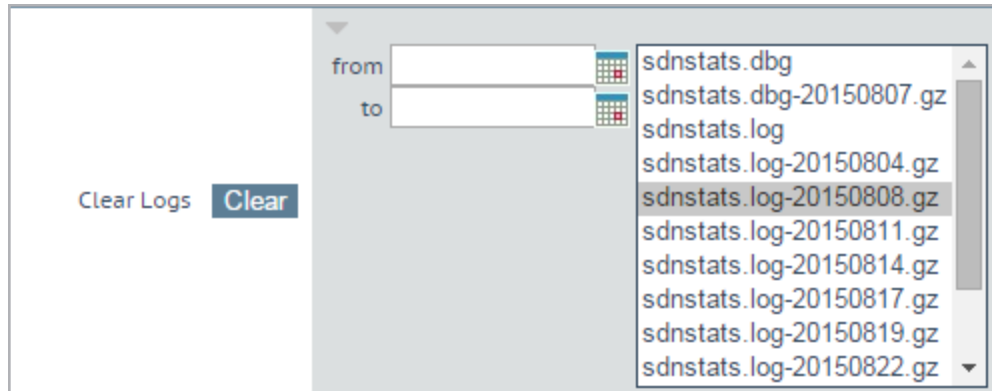 from
to
Clear Logs Clear
sdnstats.dbg
sdnstats.dbg-20150807.gz
sdnstats.log
sdnstats.log-20150804.gz
sdnstats.log-20150808.gz
sdnstats.log-20150811.gz
sdnstats.log-20150814.gz
sdnstats.log-20150817.gz
sdnstats.log-20150819.gz
sdnstats.log-20150822.gz